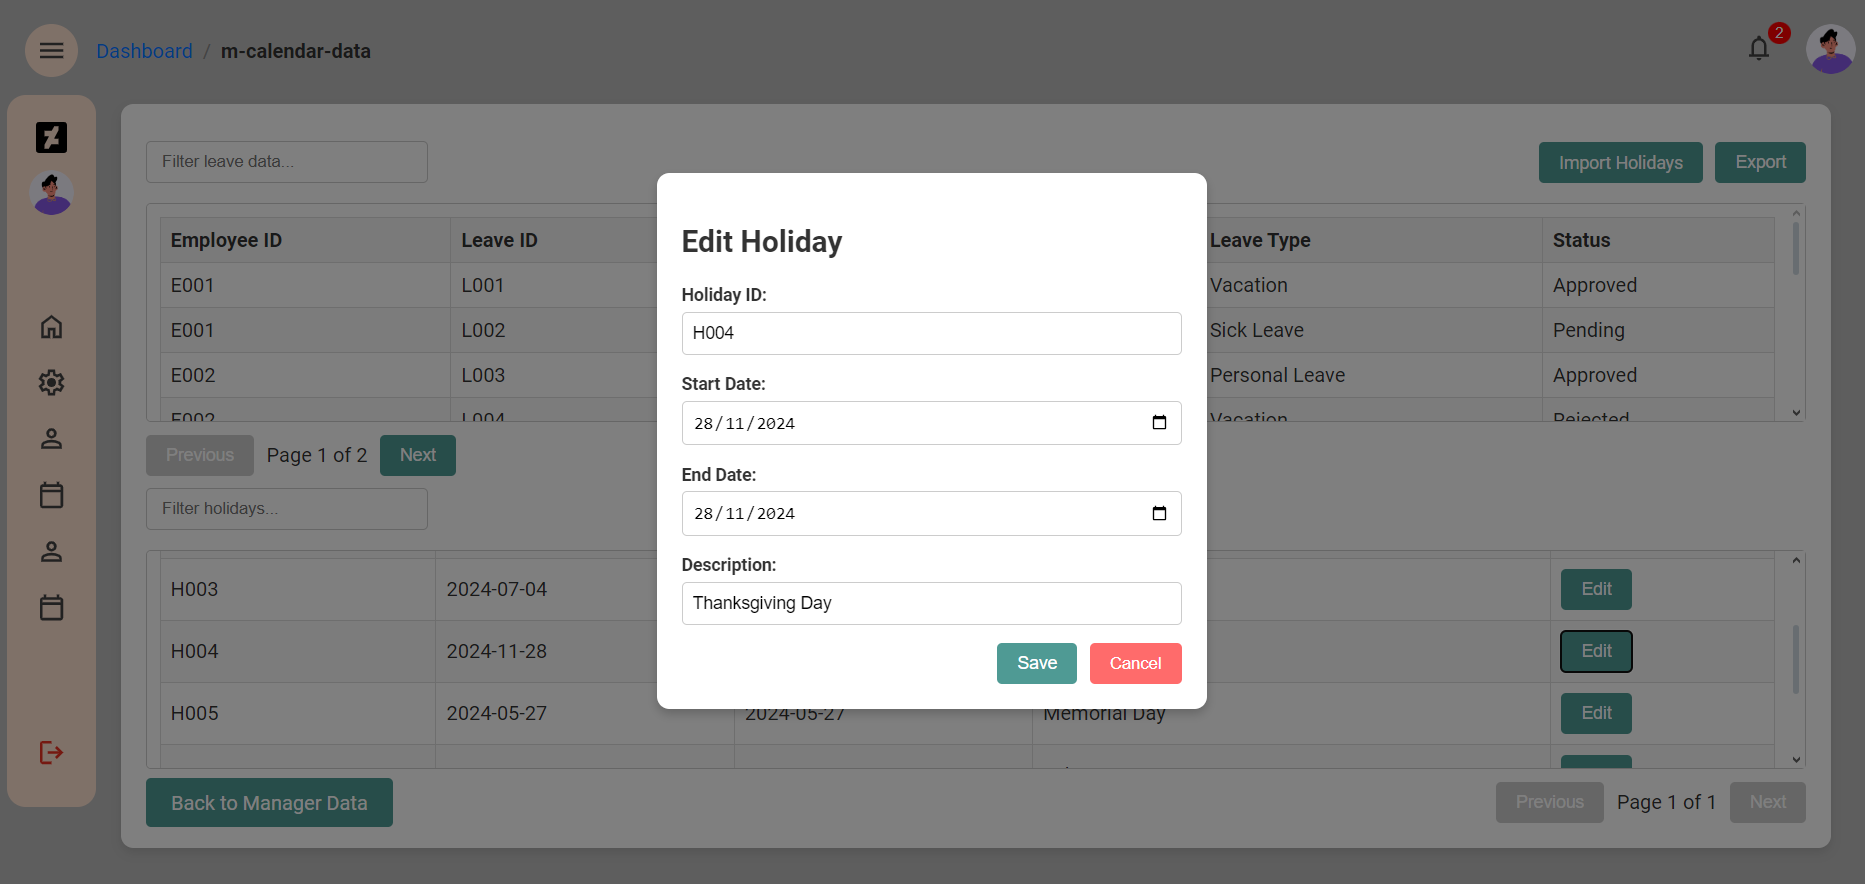 Dashboard / m-calendar-data
2
Filter leave data...
Import Holidays Export
Employee ID Leave ID Leave Type Status
E001 L001 Vacation Approved
E001 L002 Sick Leave Pending
E002 L003 Personal Leave Approved
E002 L004 Vacation Rejected
Previous Page 1 of 2 Next
Filter holidays...
H003 2024-07-04 Edit
H004 2024-11-28 Edit
H005 2024-05-27 2024-05-27 Memorial Day Edit
Back to Manager Data
Previous Page 1 of 1 Next
Edit Holiday
Holiday ID:
H004
Start Date:
28/11/2024
End Date:
28/11/2024
Description:
Thanksgiving Day
Save Cancel